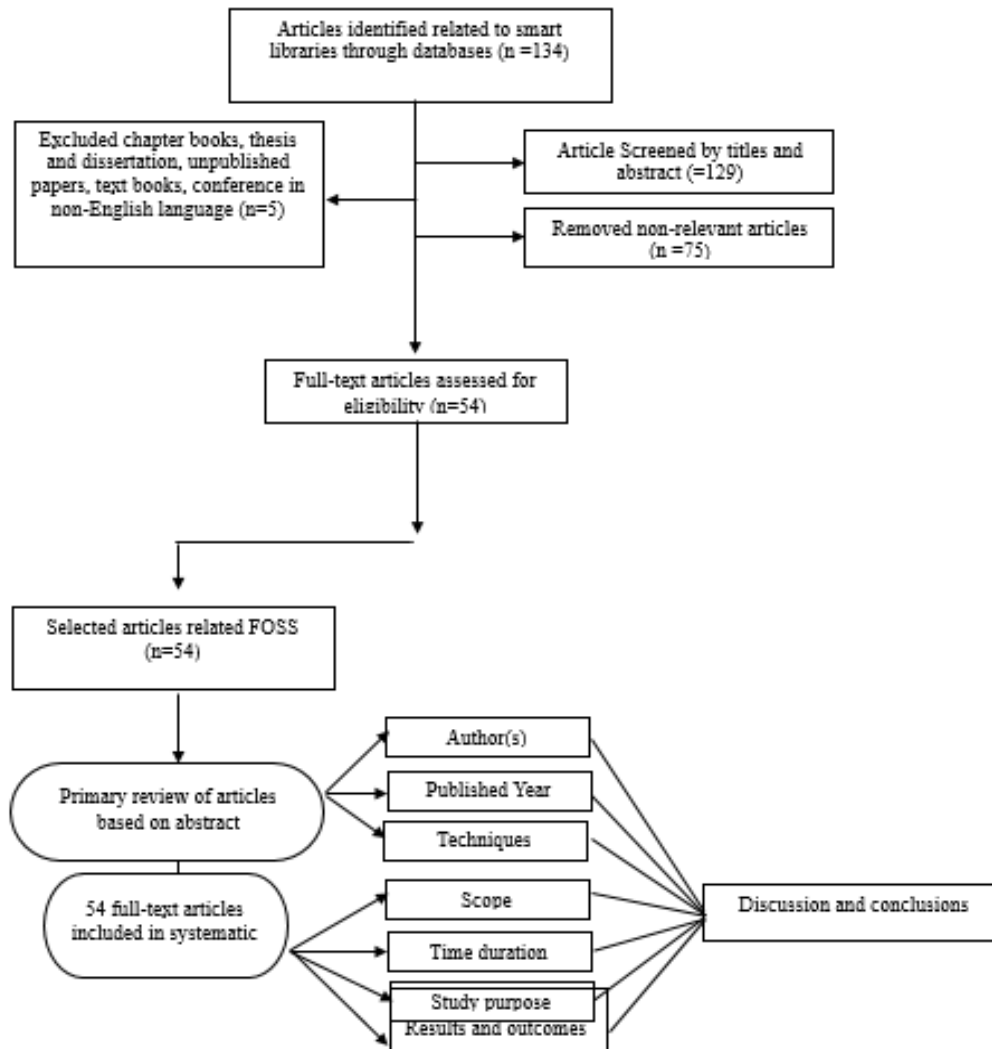 Articles identified related to smart
libraries through databases (n =134)
Excluded chapter books, thesis
and dissertation, unpublished
papers, text books, conference in
non-English language (n=5)
Article Screened by titles and
abstract (=129)
Removed non-relevant articles
(n =75)
Full-text articles assessed for
eligibility (n=54)
Selected articles related FOSS
(n=54)
Primary review of articles
based on abstract
Author(s)
Published Year
Techniques
54 full-text articles
included in systematic
Scope
Time duration
Study purpose
Results and outcomes
Discussion and conclusions